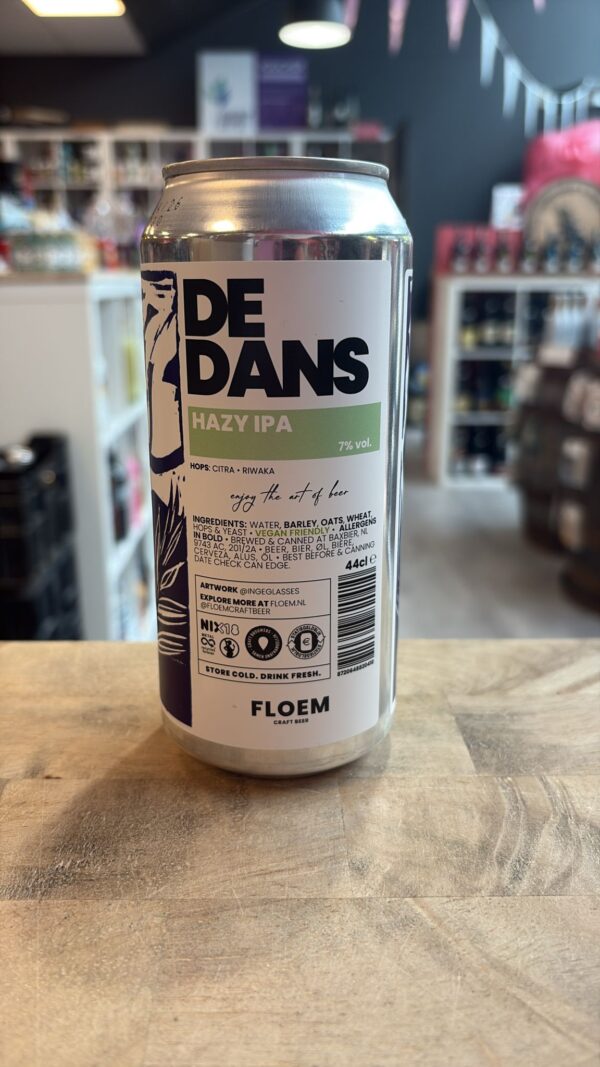 DE
DANS
HAZY IPA
7% vol.
HOPS: CITRA • RIWAKA
enjoy the art of beer
INGREDIENTS: WATER, BARLEY, OATS, WHEAT,
HOPS & YEAST • VEGAN FRIENDLY • ALLERGENS
IN BOLD • BREWED & CANNED AT BAXBIER, NL
9743 AC, 201/2A • BEER, BIER, ØL, BIÈRE,
CERVEZA, ALUS, ÖL • BEST BEFORE & CANNING
DATE CHECK CAN EDGE.
44cl e
ARTWORK @INGEGLASSES
EXPLORE MORE AT FLOEM.NL
@FLOEMCRAFTBEER
NIX18
STORE COLD. DRINK FRESH.
FLOEM
CRAFT BEER